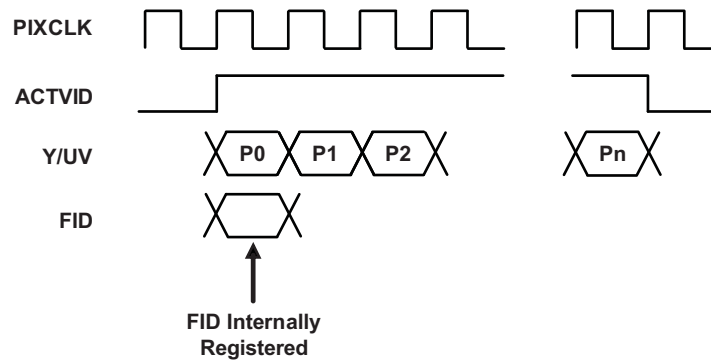 PIXCLK
ACTVID
Y/UV
P0 P1 P2 Pn
FID
FID Internally
Registered